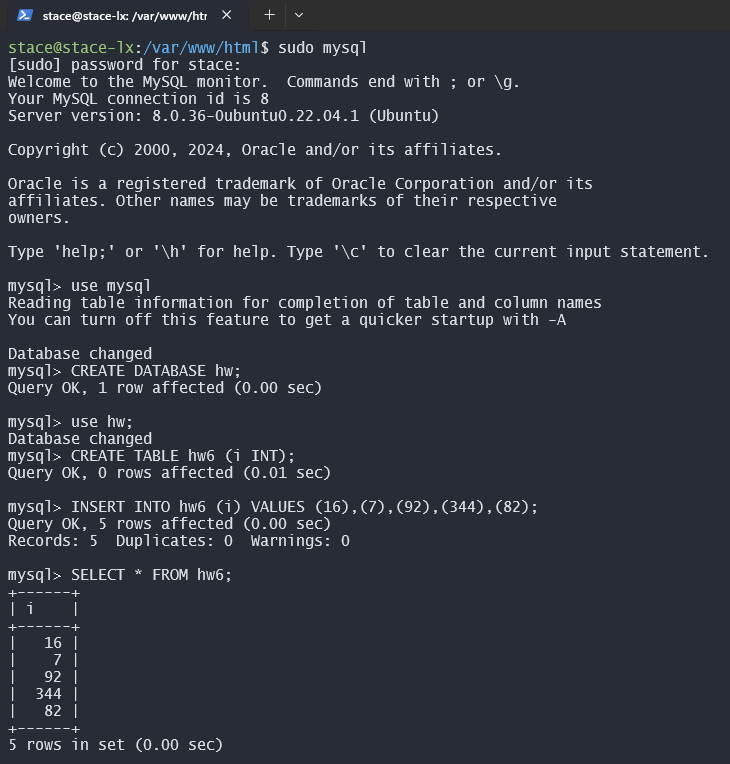 stace@stace-lx: /var/www/htr
stace@stace-lx:/var/www/html$ sudo mysql
[sudo] password for stace:
Welcome to the MySQL monitor.  Commands end with ; or \g.
Your MySQL connection id is 8
Server version: 8.0.36-0ubuntu0.22.04.1 (Ubuntu)

Copyright (c) 2000, 2024, Oracle and/or its affiliates.

Oracle is a registered trademark of Oracle Corporation and/or its
affiliates. Other names may be trademarks of their respective
owners.

Type 'help;' or '\h' for help. Type '\c' to clear the current input statement.

mysql> use mysql
Reading table information for completion of table and column names
You can turn off this feature to get a quicker startup with -A

Database changed
mysql> CREATE DATABASE hw;
Query OK, 1 row affected (0.00 sec)

mysql> use hw;
Database changed
mysql> CREATE TABLE hw6 (i INT);
Query OK, 0 rows affected (0.01 sec)

mysql> INSERT INTO hw6 (i) VALUES (16),(7),(92),(344),(82);
Query OK, 5 rows affected (0.00 sec)
Records: 5  Duplicates: 0  Warnings: 0

mysql> SELECT * FROM hw6;
+------+
| i    |
+------+
|   16 |
|    7 |
|   92 |
|  344 |
|   82 |
+------+
5 rows in set (0.00 sec)